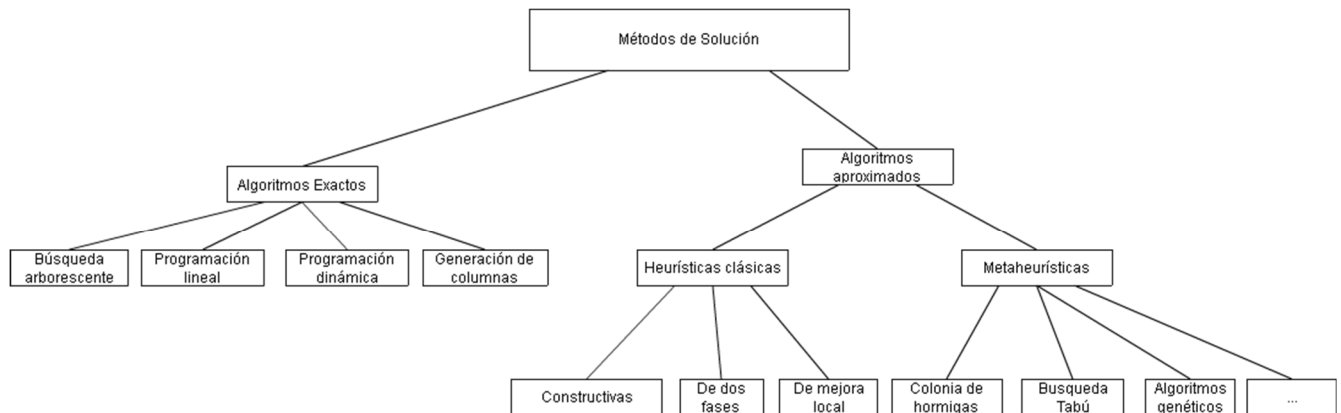 Métodos de Solución
Algoritmos Exactos
Algoritmos
aproximados
Búsqueda
arborescente
Programación
lineal
Programación
dinámica
Generación de
columnas
Heurísticas clásicas
Metaheurísticas
Constructivas
De dos
fases
De mejora
local
Colonia de
hormigas
Busqueda
Tabú
Algoritmos
genéticos
...